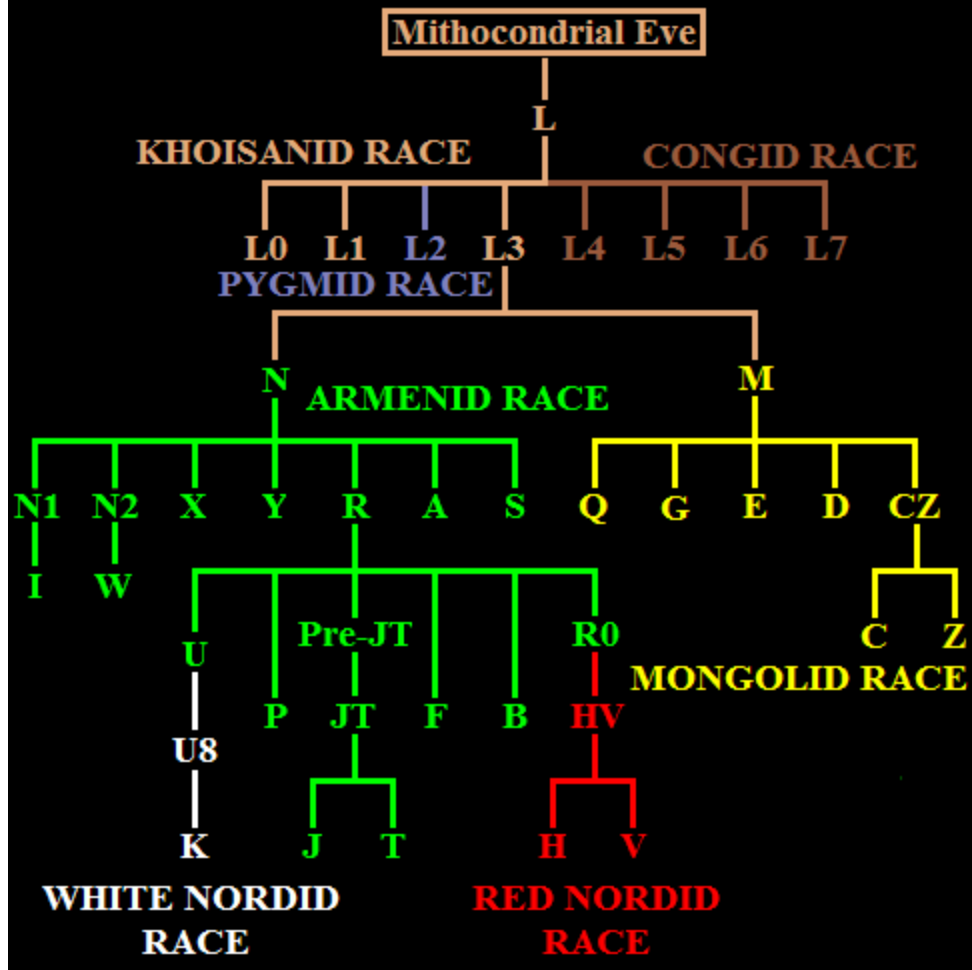 Mithocondrial Eve
L
KHOISANID RACE
CONGID RACE
L0 L1 L2 L3 L4 L5 L6 L7
PYGMID RACE
N
M
ARMENID RACE
N1 N2 X Y R A S Q G E D CZ
I W
U Pre-JT R0 C Z
MONGOLID RACE
P JT F B HV
U8
K J T H V
WHITE NORDID
RACE
RED NORDID
RACE